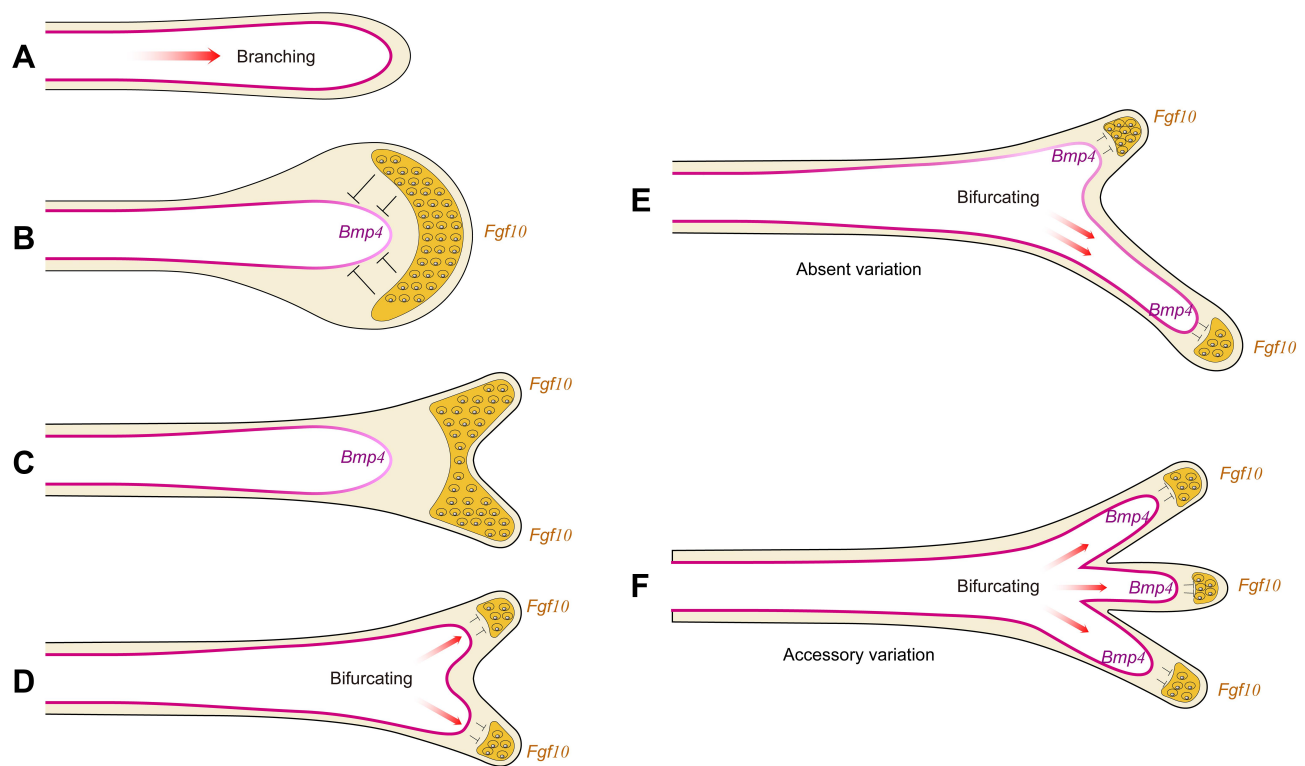 A
Branching
B
Bmp4
Fgf10
C
Bmp4
Fgf10
Fgf10
D
Bifurcating
Fgf10
Fgf10
E
Fgf10
Bmp4
Bifurcating
Absent variation
Bmp4
Fgf10
F
Fgf10
Bmp4
Bifurcating
Bmp4
Fgf10
Accessory variation
Bmp4
Fgf10